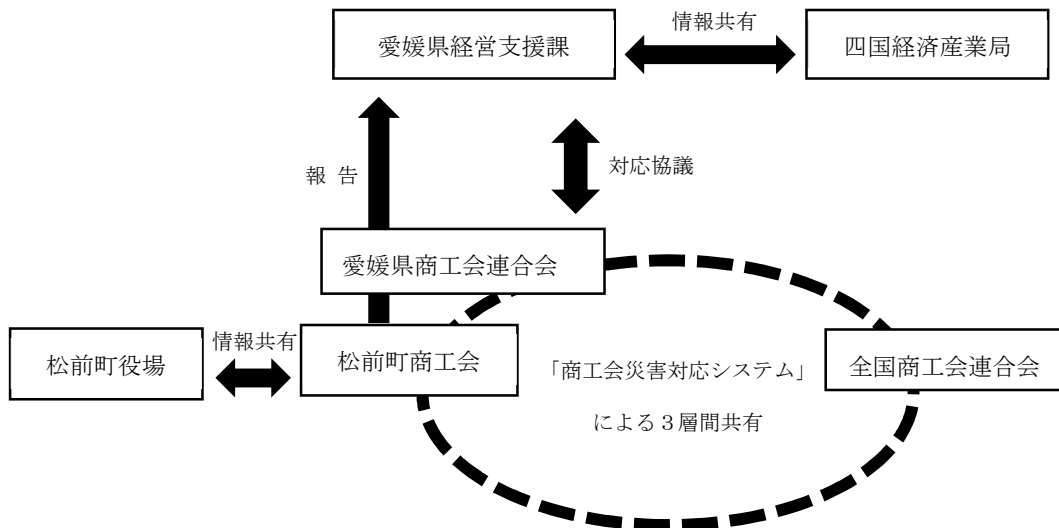 情報共有
愛媛県経営支援課
四国経済産業局
報 告
対応協議
愛媛県商工会連合会
情報共有
松前町役場
松前町商工会
「商工会災害対応システム」
による３層間共有
全国商工会連合会